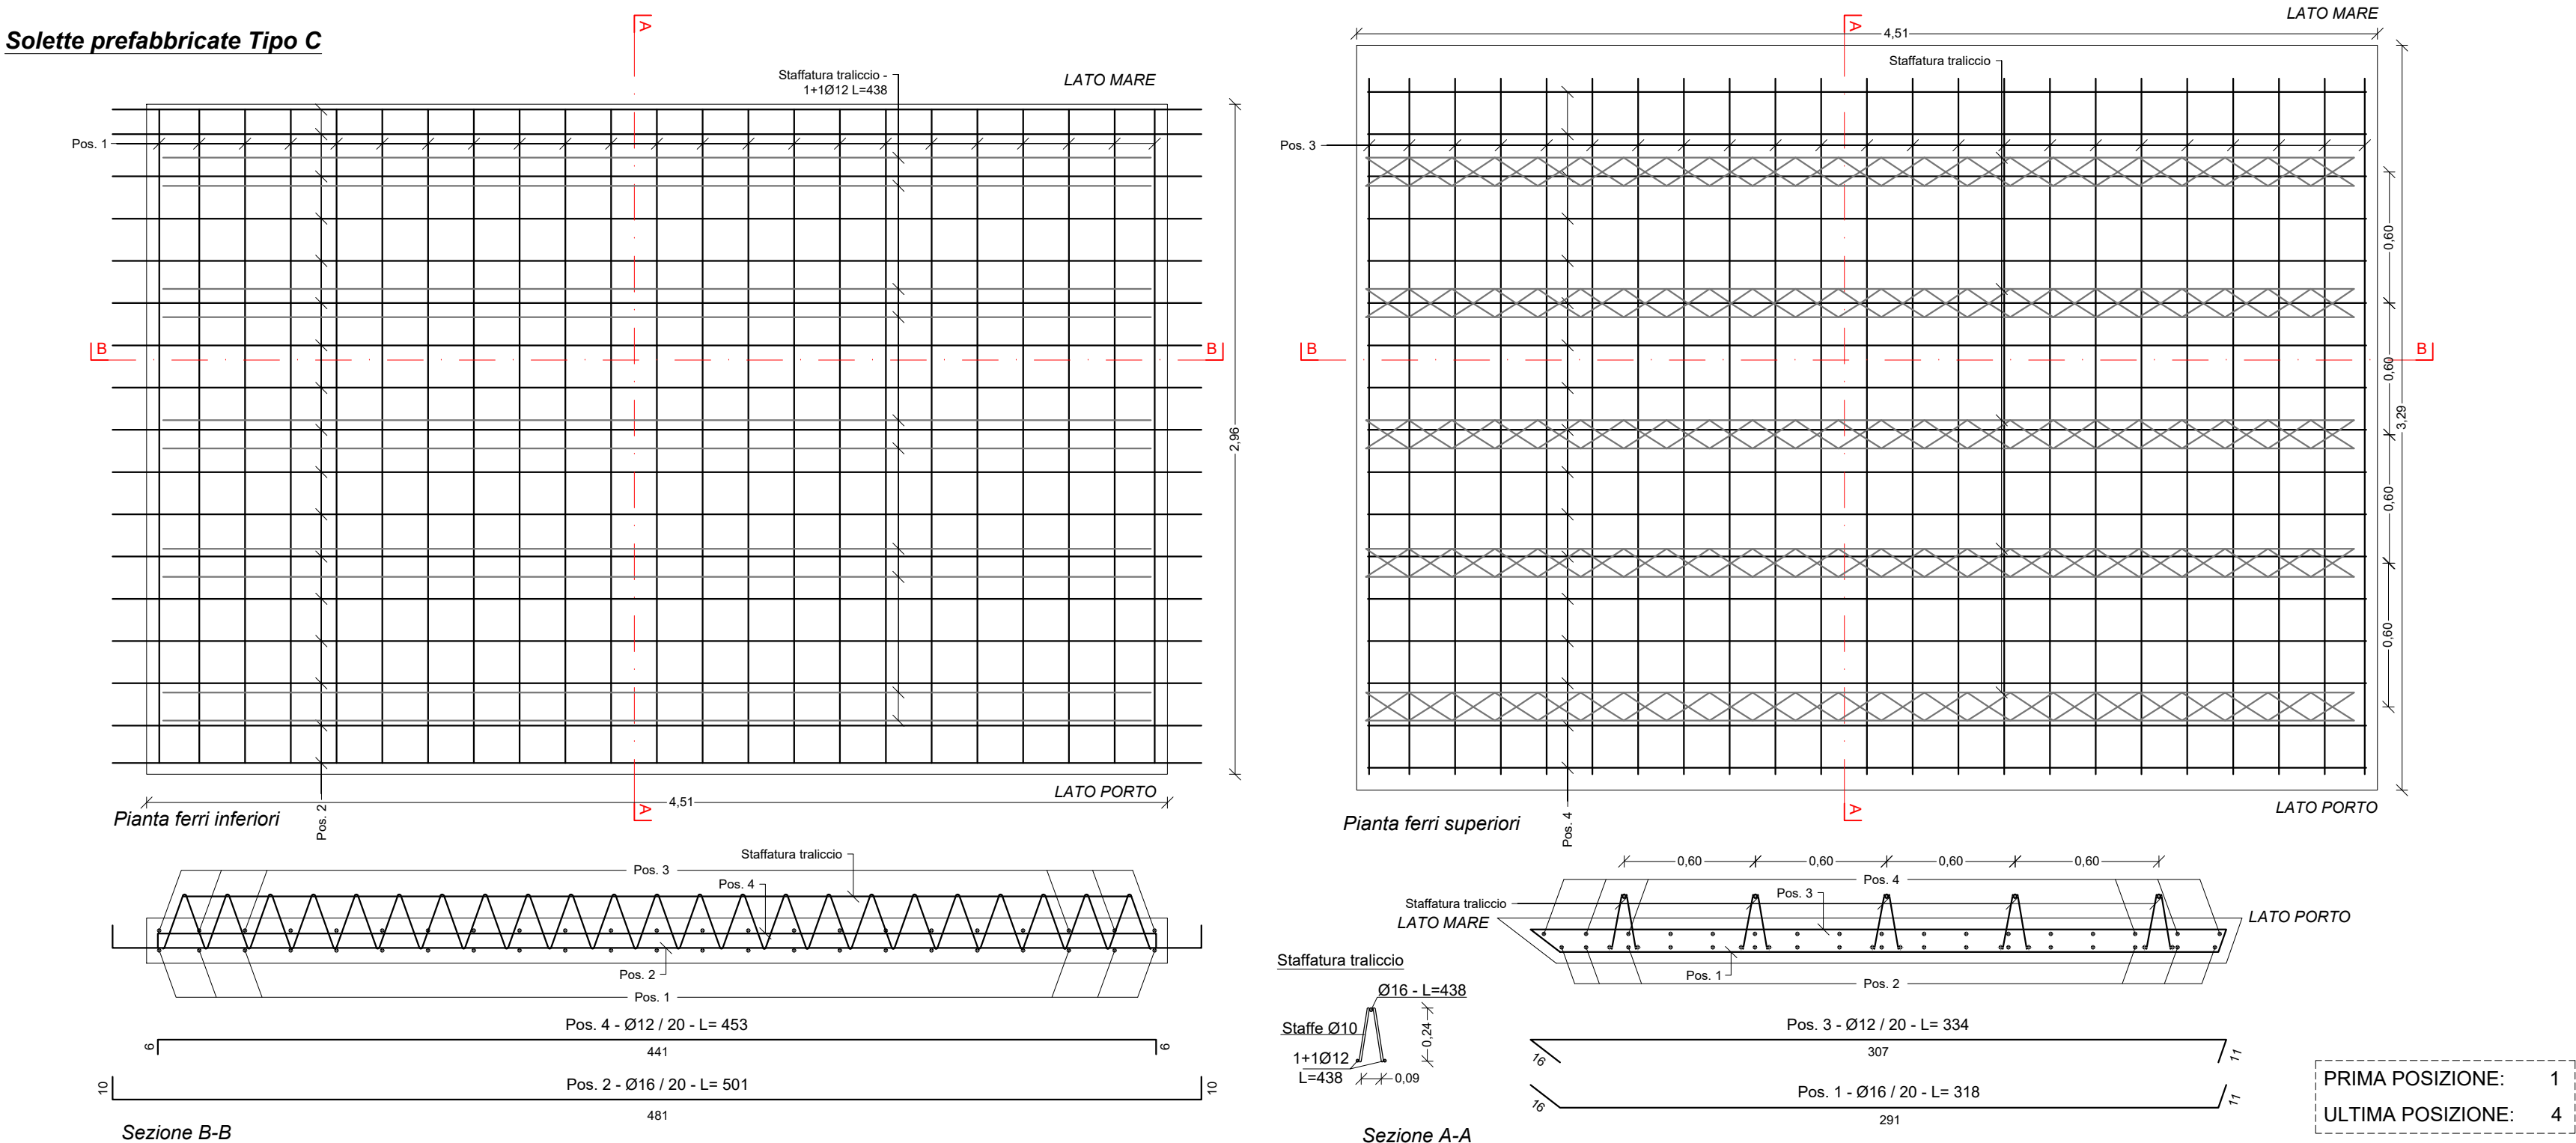 Solette prefabbricate Tipo C
A
Staffatura traliccio -
1+1Ø12 L=438
LATO MARE
Pos. 1
B
B
2,96
Pos. 2
4,51
A
LATO PORTO
Pianta ferri inferiori
LATO MARE
4,51
A
Staffatura traliccio
Pos. 3
0,60
B
B
0,60
3,29
0,60
0,60
Pos. 4
A
LATO PORTO
Pianta ferri superiori
Staffatura traliccio
Pos. 3
Pos. 4
Pos. 2
Pos. 1
Pos. 4 - Ø12 / 20 - L= 453
6
441
6
Pos. 2 - Ø16 / 20 - L= 501
10
481
10
Sezione B-B
0,60
0,60
0,60
0,60
Pos. 4
Pos. 3
Staffatura traliccio
LATO MARE
LATO PORTO
Pos. 1
Pos. 2
Staffatura traliccio
Ø16 - L=438
Staffe Ø10
0,24
1+1Ø12
L=438
0,09
Pos. 3 - Ø12 / 20 - L= 334
16
307
11
Pos. 1 - Ø16 / 20 - L= 318
16
291
11
Sezione A-A
PRIMA POSIZIONE: 1
ULTIMA POSIZIONE: 4